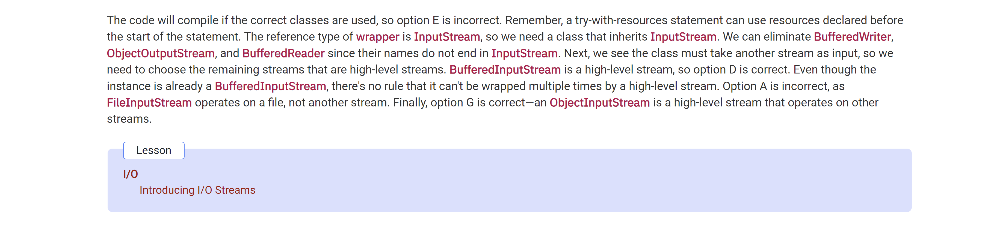 The code will compile if the correct classes are used, so option E is incorrect. Remember, a try-with-resources statement can use resources declared before
the start of the statement. The reference type of wrapper is InputStream, so we need a class that inherits InputStream. We can eliminate BufferedWriter,
ObjectOutputStream, and BufferedReader since their names do not end in InputStream. Next, we see the class must take another stream as input, so we
need to choose the remaining streams that are high-level streams. BufferedInputStream is a high-level stream, so option D is correct. Even though the
instance is already a BufferedInputStream, there's no rule that it can't be wrapped multiple times by a high-level stream. Option A is incorrect, as
FileInputStream operates on a file, not another stream. Finally, option G is correct—an ObjectInputStream is a high-level stream that operates on other
streams.
Lesson
I/O
Introducing I/O Streams